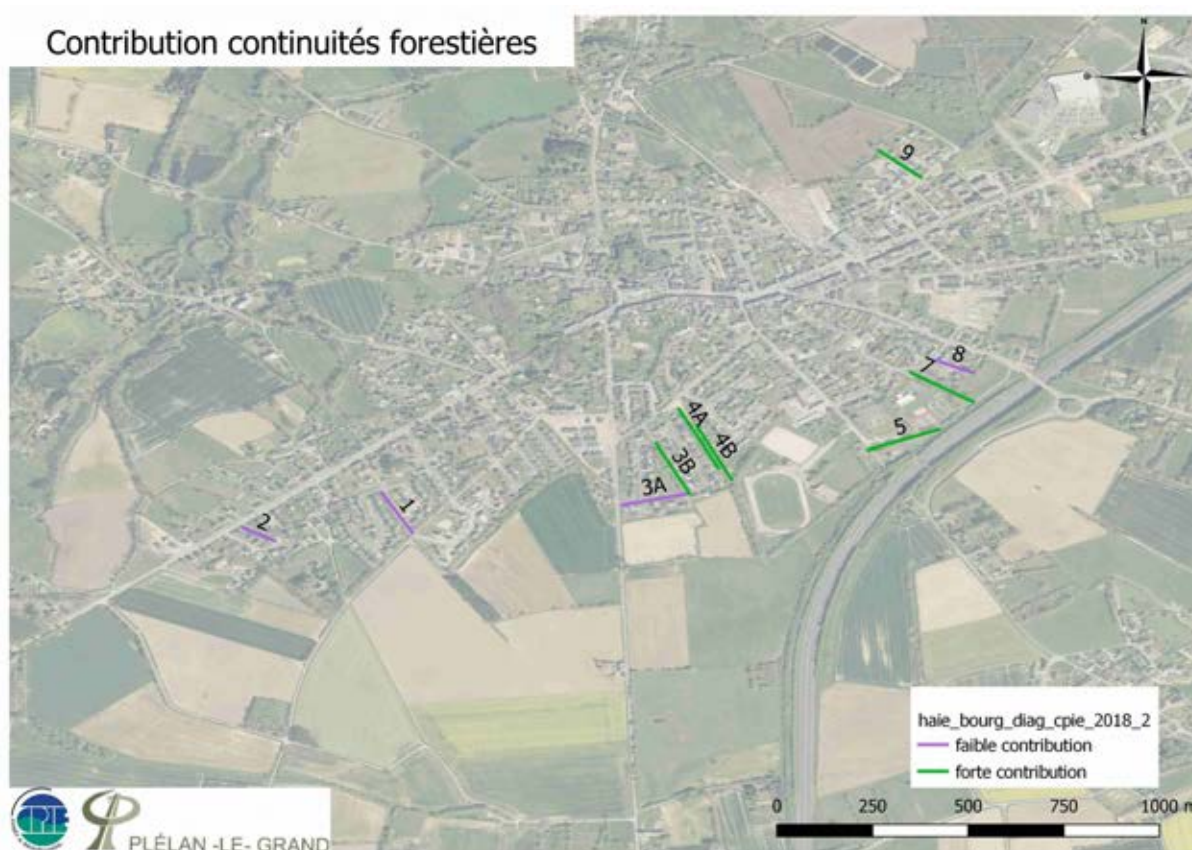 Contribution continuités forestières
N
9
8
7
5
4A
4B
3B
3A
1
2
haie_bourg_diag_cpie_2018_2
faible contribution
forte contribution
0 250 500 750 1000 m
CPIE
PLÉLAN -LE- GRAND